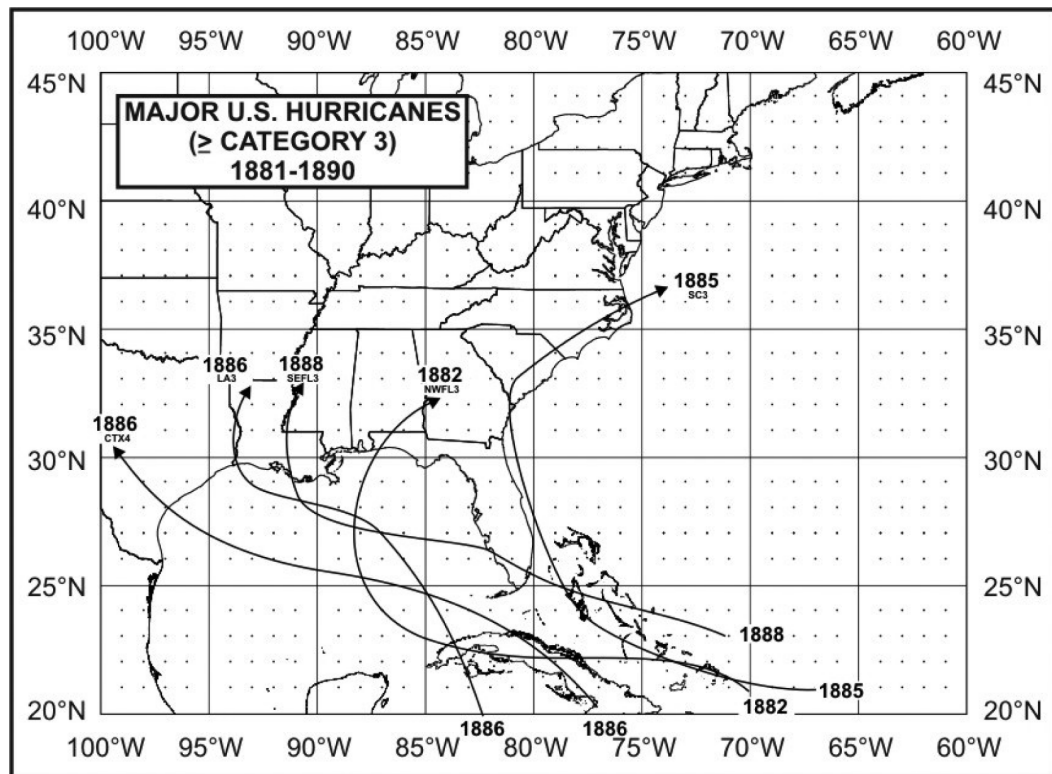 100°W 95°W 90°W 85°W 80°W 75°W 70°W 65°W 60°W
45°N 45°N
MAJOR U.S. HURRICANES
(≥ CATEGORY 3)
1881-1890
40°N 40°N
1885
SC3
35°N 35°N
1886
LA3
1888
SEFL3
1882
NWFL3
1886
CTX4
30°N 30°N
25°N 25°N
1888
1885
1882
1886
1886
20°N 20°N
100°W 95°W 90°W 85°W 80°W 75°W 70°W 65°W 60°W